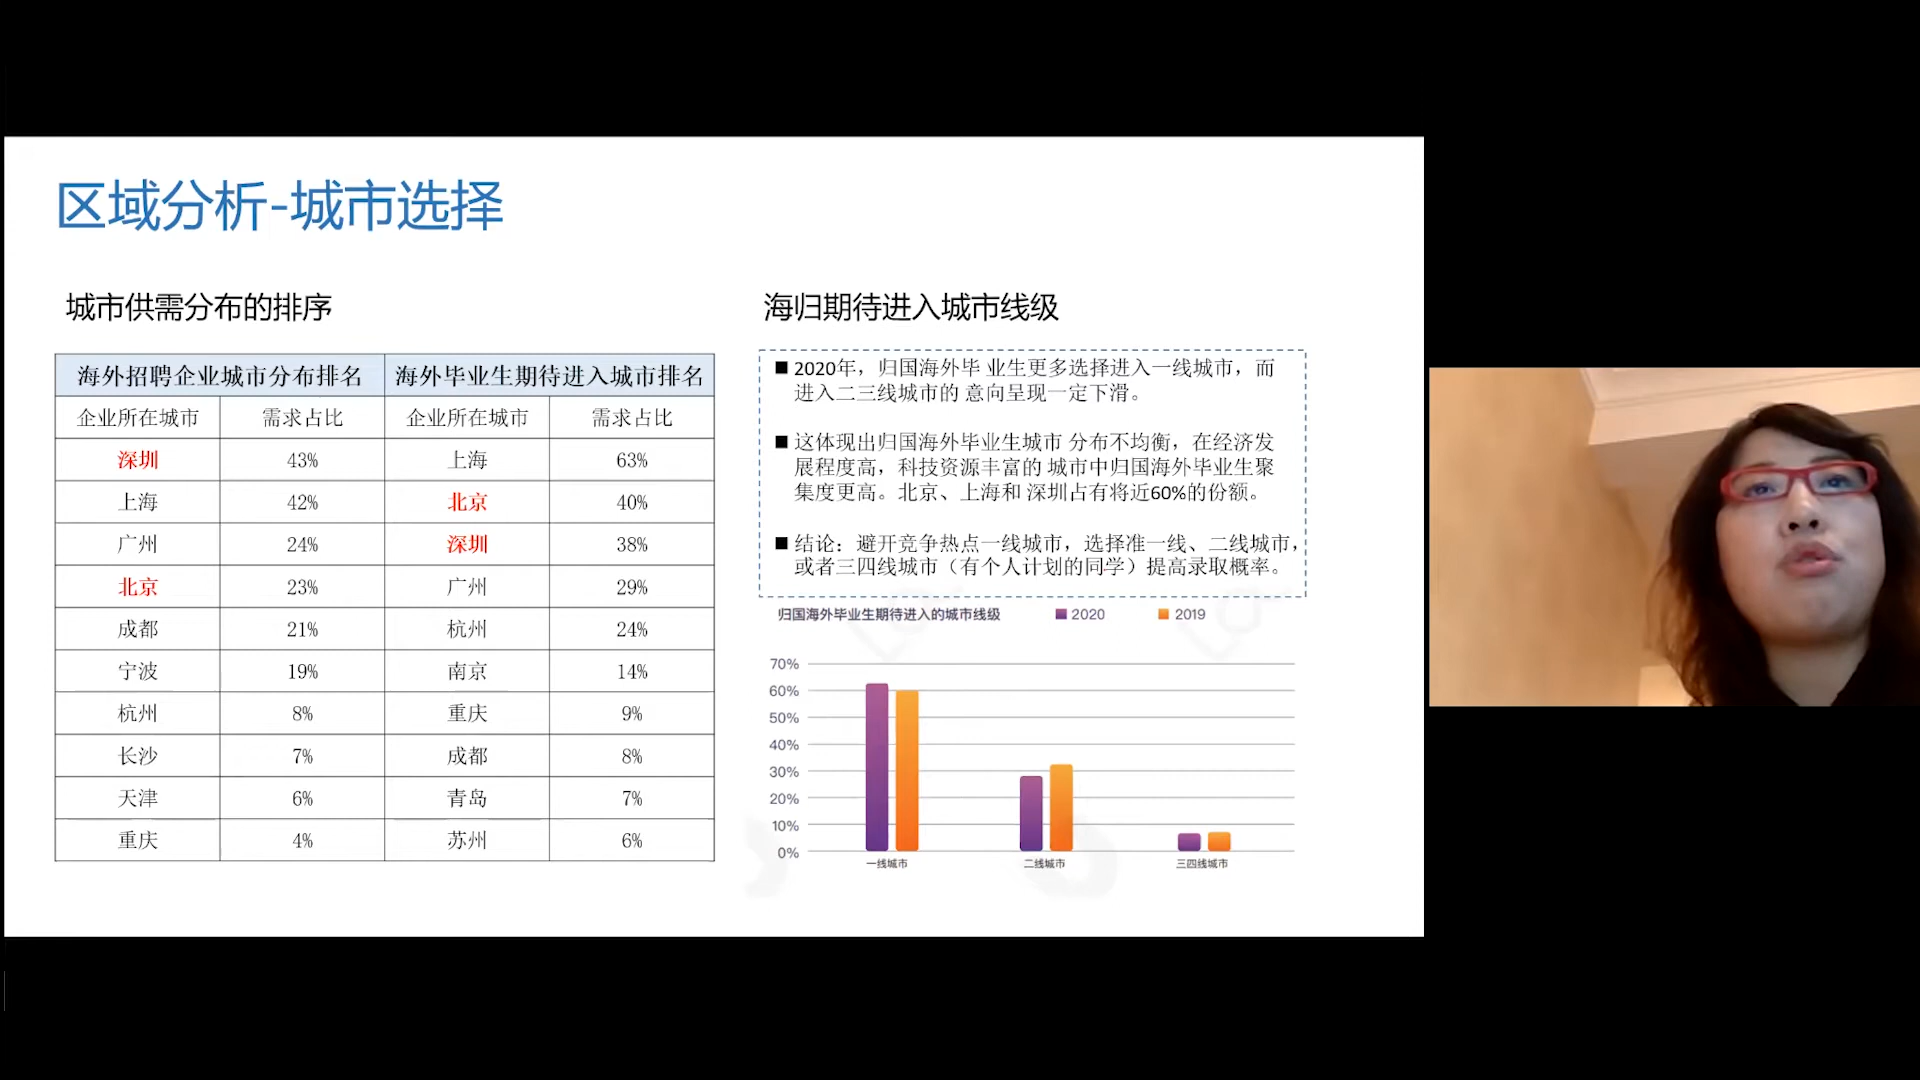 区域分析-城市选择
城市供需分布的排序
海外招聘企业城市分布排名 海外毕业生期待进入城市排名
企业所在城市 需求占比 企业所在城市 需求占比
深圳 43% 上海 63%
上海 42% 北京 40%
广州 24% 深圳 38%
北京 23% 广州 29%
成都 21% 杭州 24%
宁波 19% 南京 14%
杭州 8% 重庆 9%
长沙 7% 成都 8%
天津 6% 青岛 7%
重庆 4% 苏州 6%
海归期待进入城市线级
■ 2020年，归国海外毕 业生更多选择进入一线城市，而
进入二三线城市的 意向呈现一定下滑。
■ 这体现出归国海外毕业生城市 分布不均衡，在经济发
展程度高，科技资源丰富的 城市中归国海外毕业生聚
集度更高。北京、上海和 深圳占有将近60%的份额。
■ 结论：避开竞争热点一线城市，选择准一线、二线城市，
或者三四线城市（有个人计划的同学）提高录取概率。
归国海外毕业生期待进入的城市线级 2020 2019
70%
60%
50%
40%
30%
20%
10%
0%
一线城市 二线城市 三四线城市